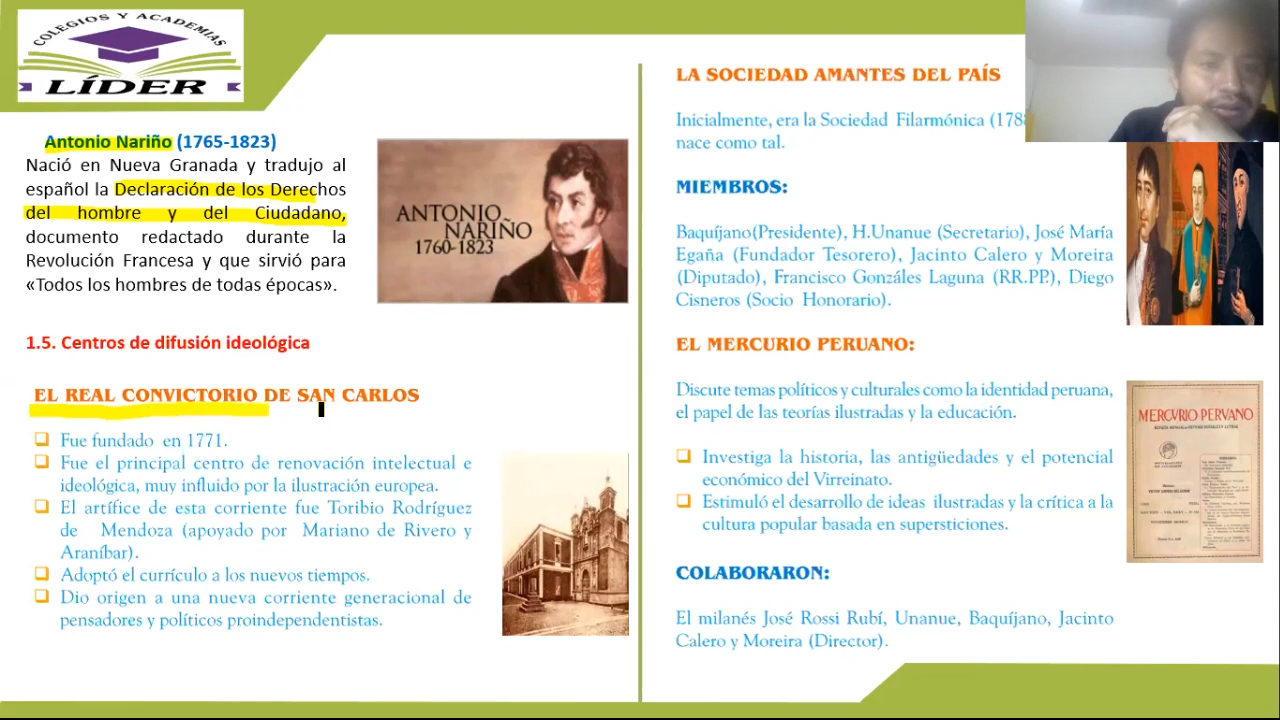 COLEGIOS Y ACADEMIAS
LÍDER
Antonio Nariño (1765-1823)
Nació en Nueva Granada y tradujo al
español la Declaración de los Derechos
del hombre y del Ciudadano,
documento redactado durante la
Revolución Francesa y que sirvió para
«Todos los hombres de todas épocas».
ANTONIO
NARIÑO
1760-1823
1.5. Centros de difusión ideológica
EL REAL CONVICTORIO DE SAN CARLOS
Fue fundado en 1771.
Fue el principal centro de renovación intelectual e
ideológica, muy influido por la ilustración europea.
El artífice de esta corriente fue Toribio Rodríguez
de Mendoza (apoyado por Mariano de Rivero y
Araníbar).
Adoptó el currículo a los nuevos tiempos.
Dio origen a una nueva corriente generacional de
pensadores y políticos proindependentistas.
LA SOCIEDAD AMANTES DEL PAÍS
Inicialmente, era la Sociedad Filarmónica (178
nace como tal.
MIEMBROS:
Baquíjano(Presidente), H.Unanue (Secretario), José María
Egaña (Fundador Tesorero), Jacinto Calero y Moreira
(Diputado), Francisco Gonzáles Laguna (RR.PP.), Diego
Cisneros (Socio Honorario).
EL MERCURIO PERUANO:
Discute temas políticos y culturales como la identidad peruana,
el papel de las teorías ilustradas y la educación.
Investiga la historia, las antigüedades y el potencial
económico del Virreinato.
Estimuló el desarrollo de ideas ilustradas y la crítica a la
cultura popular basada en supersticiones.
MERCVRIO PERVANO
COLABORARON:
El milanés José Rossi Rubí, Unanue, Baquíjano, Jacinto
Calero y Moreira (Director).